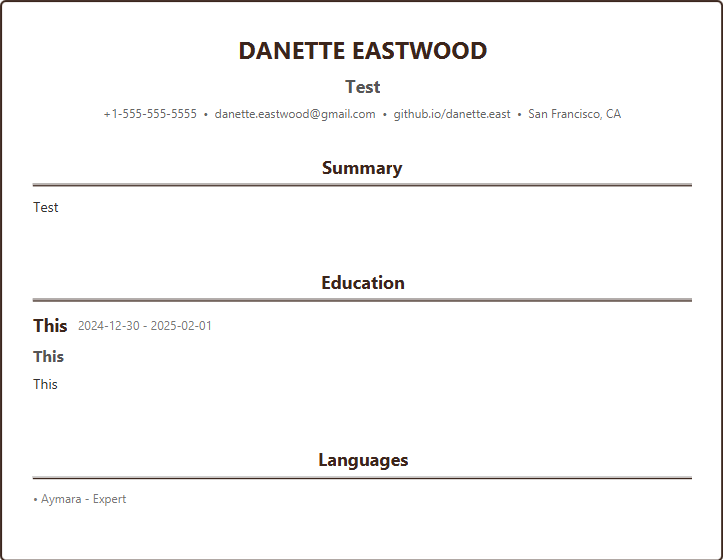 DANETTE EASTWOOD
Test
+1-555-555-5555 • danette.eastwood@gmail.com • github.io/danette.east • San Francisco, CA
Summary
Test
Education
This 2024-12-30 - 2025-02-01
This
This
Languages
• Aymara - Expert